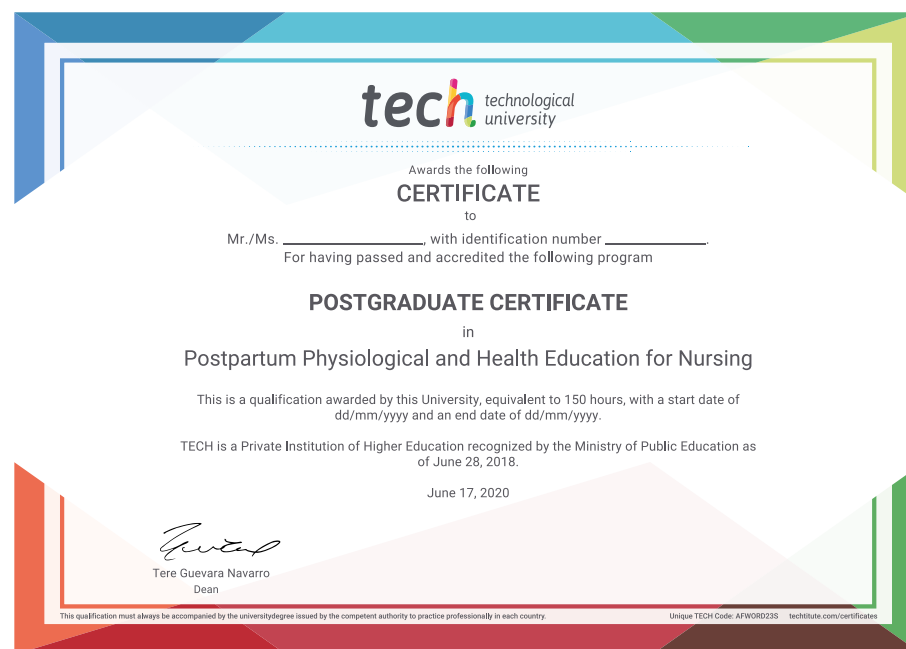 tech technological
university
Awards the following
CERTIFICATE
to
Mr./Ms. ____________________, with identification number ______________.
For having passed and accredited the following program
POSTGRADUATE CERTIFICATE
in
Postpartum Physiological and Health Education for Nursing
This is a qualification awarded by this University, equivalent to 150 hours, with a start date of
dd/mm/yyyy and an end date of dd/mm/yyyy.
TECH is a Private Institution of Higher Education recognized by the Ministry of Public Education as
of June 28, 2018.
June 17, 2020
Tere Guevara Navarro
Dean
This qualification must always be accompanied by the universitydegree issued by the competent authority to practice professionally in each country.
Unique TECH Code: AFWORD23S techtitute.com/certificates